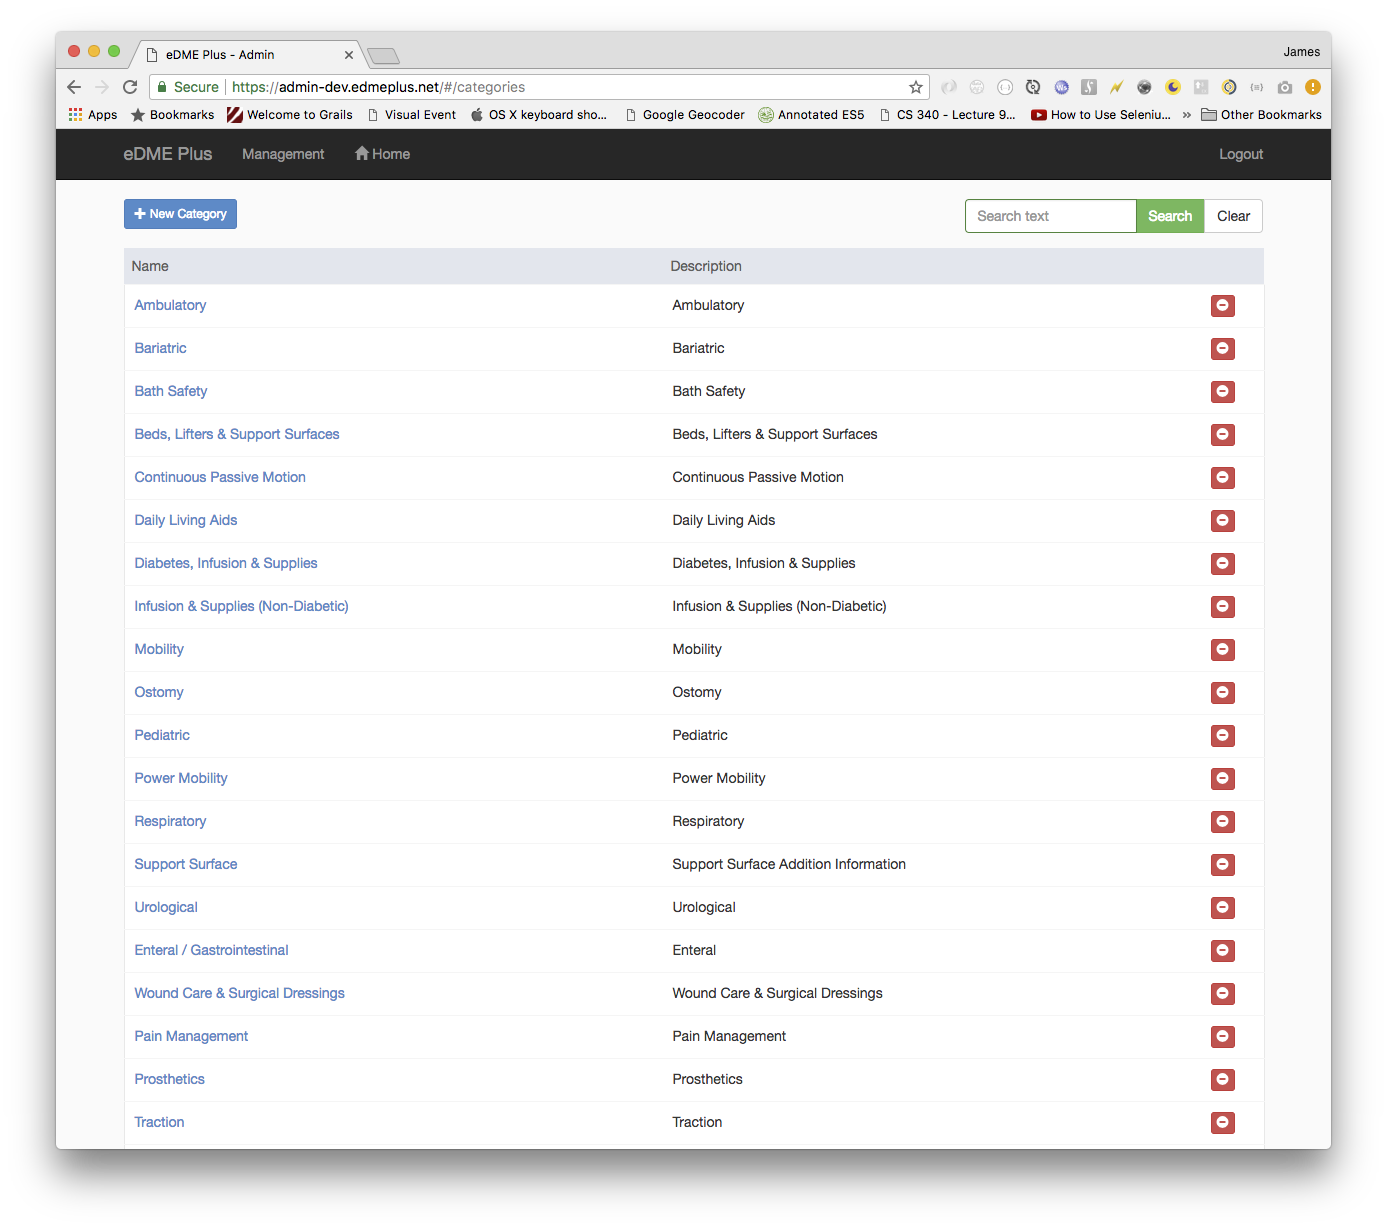 eDME Plus - Admin
James
Secure https://admin-dev.edmeplus.net/#/categories
Apps Bookmarks Welcome to Grails Visual Event OS X keyboard sho... Google Geocoder Annotated ES5 CS 340 - Lecture 9... How to Use Seleniu... » Other Bookmarks
eDME Plus Management Home Logout
New Category Search text Search Clear
Name Description
Ambulatory Ambulatory
Bariatric Bariatric
Bath Safety Bath Safety
Beds, Lifters & Support Surfaces Beds, Lifters & Support Surfaces
Continuous Passive Motion Continuous Passive Motion
Daily Living Aids Daily Living Aids
Diabetes, Infusion & Supplies Diabetes, Infusion & Supplies
Infusion & Supplies (Non-Diabetic) Infusion & Supplies (Non-Diabetic)
Mobility Mobility
Ostomy Ostomy
Pediatric Pediatric
Power Mobility Power Mobility
Respiratory Respiratory
Support Surface Support Surface Addition Information
Urological Urological
Enteral / Gastrointestinal Enteral
Wound Care & Surgical Dressings Wound Care & Surgical Dressings
Pain Management Pain Management
Prosthetics Prosthetics
Traction Traction